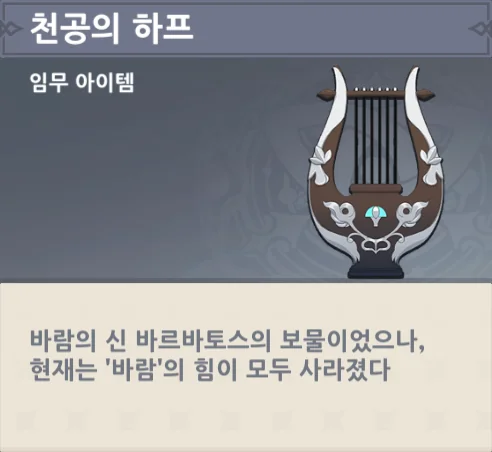 천공의 하프
임무 아이템
바람의 신 바르바토스의 보물이었으나,
현재는 '바람'의 힘이 모두 사라졌다